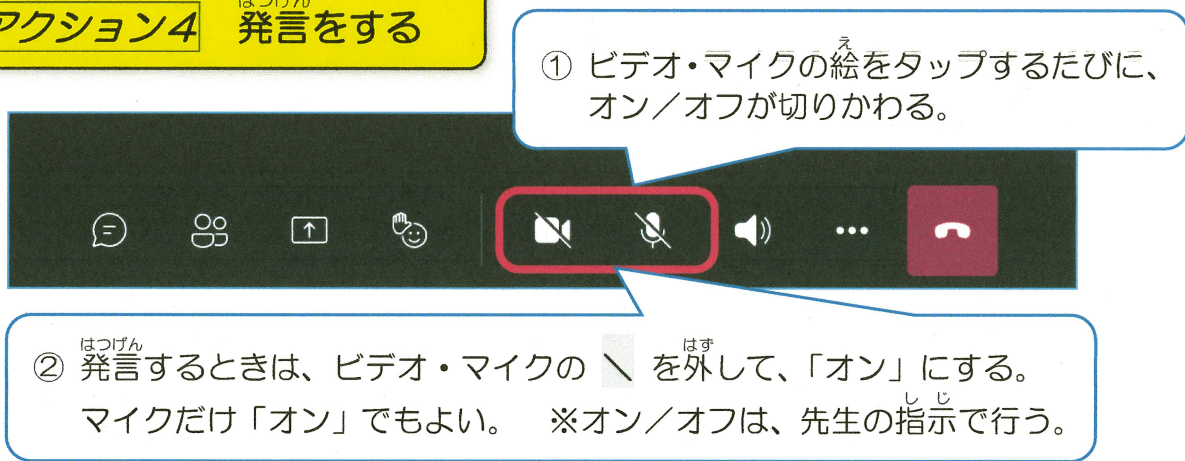 アクション4 発言をする
① ビデオ・マイクの絵をタップするたびに、
オン／オフが切りかわる。
② 発言するときは、ビデオ・マイクの ＼ を外して、「オン」にする。
マイクだけ「オン」でもよい。 ※オン／オフは、先生の指示で行う。